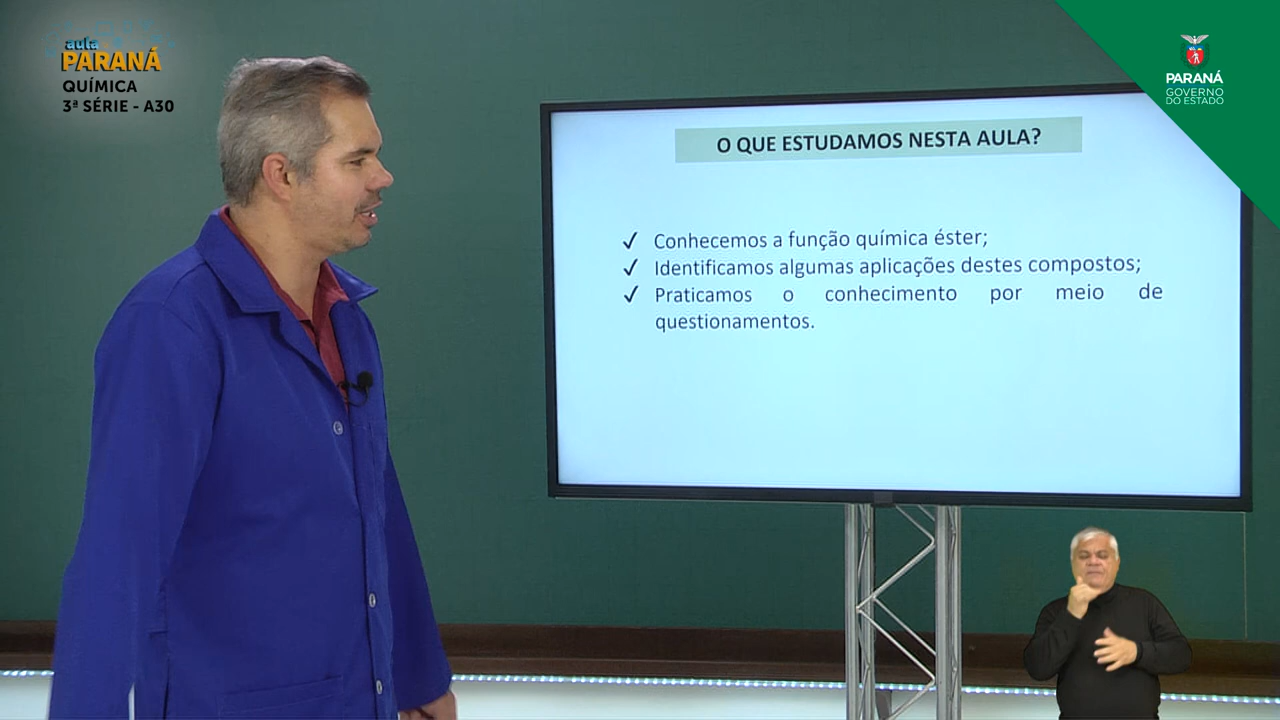 aula
PARANÁ
QUÍMICA
3ª SÉRIE - A30
PARANÁ
GOVERNO
DO ESTADO
O QUE ESTUDAMOS NESTA AULA?
✓ Conhecemos a função química éster;
✓ Identificamos algumas aplicações destes compostos;
✓ Praticamos o conhecimento por meio de
questionamentos.